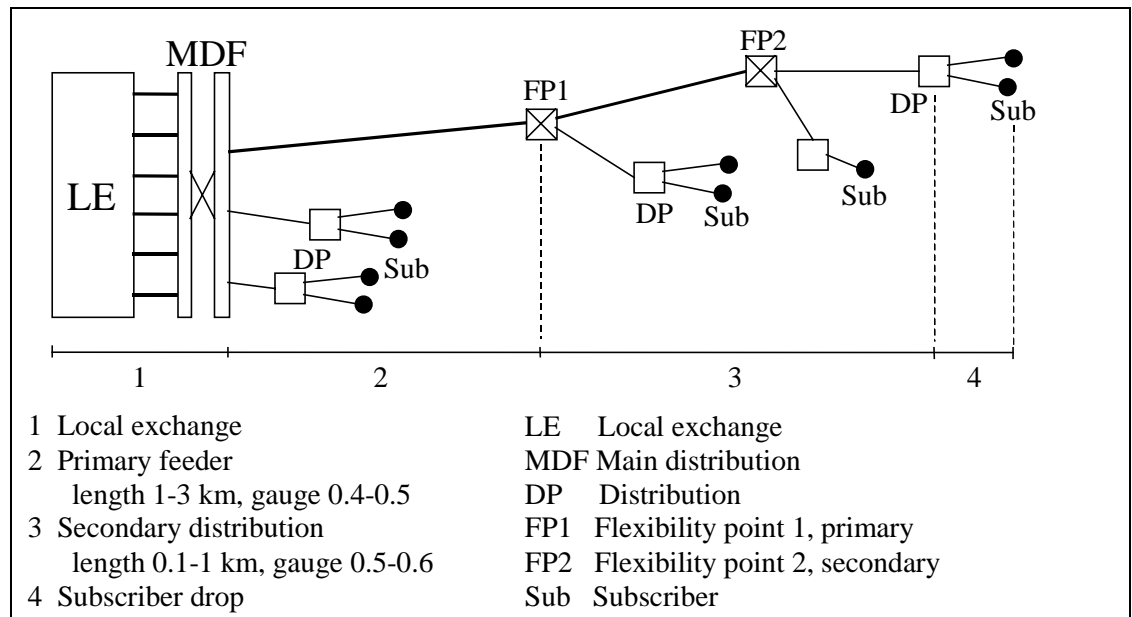 MDF
FP2
FP1
LE
DP
Sub
DP
Sub
DP
Sub
Sub
DP
1
2
3
4
1 Local exchange
2 Primary feeder
length 1-3 km, gauge 0.4-0.5
3 Secondary distribution
length 0.1-1 km, gauge 0.5-0.6
4 Subscriber drop
LE Local exchange
MDF Main distribution
DP Distribution
FP1 Flexibility point 1, primary
FP2 Flexibility point 2, secondary
Sub Subscriber